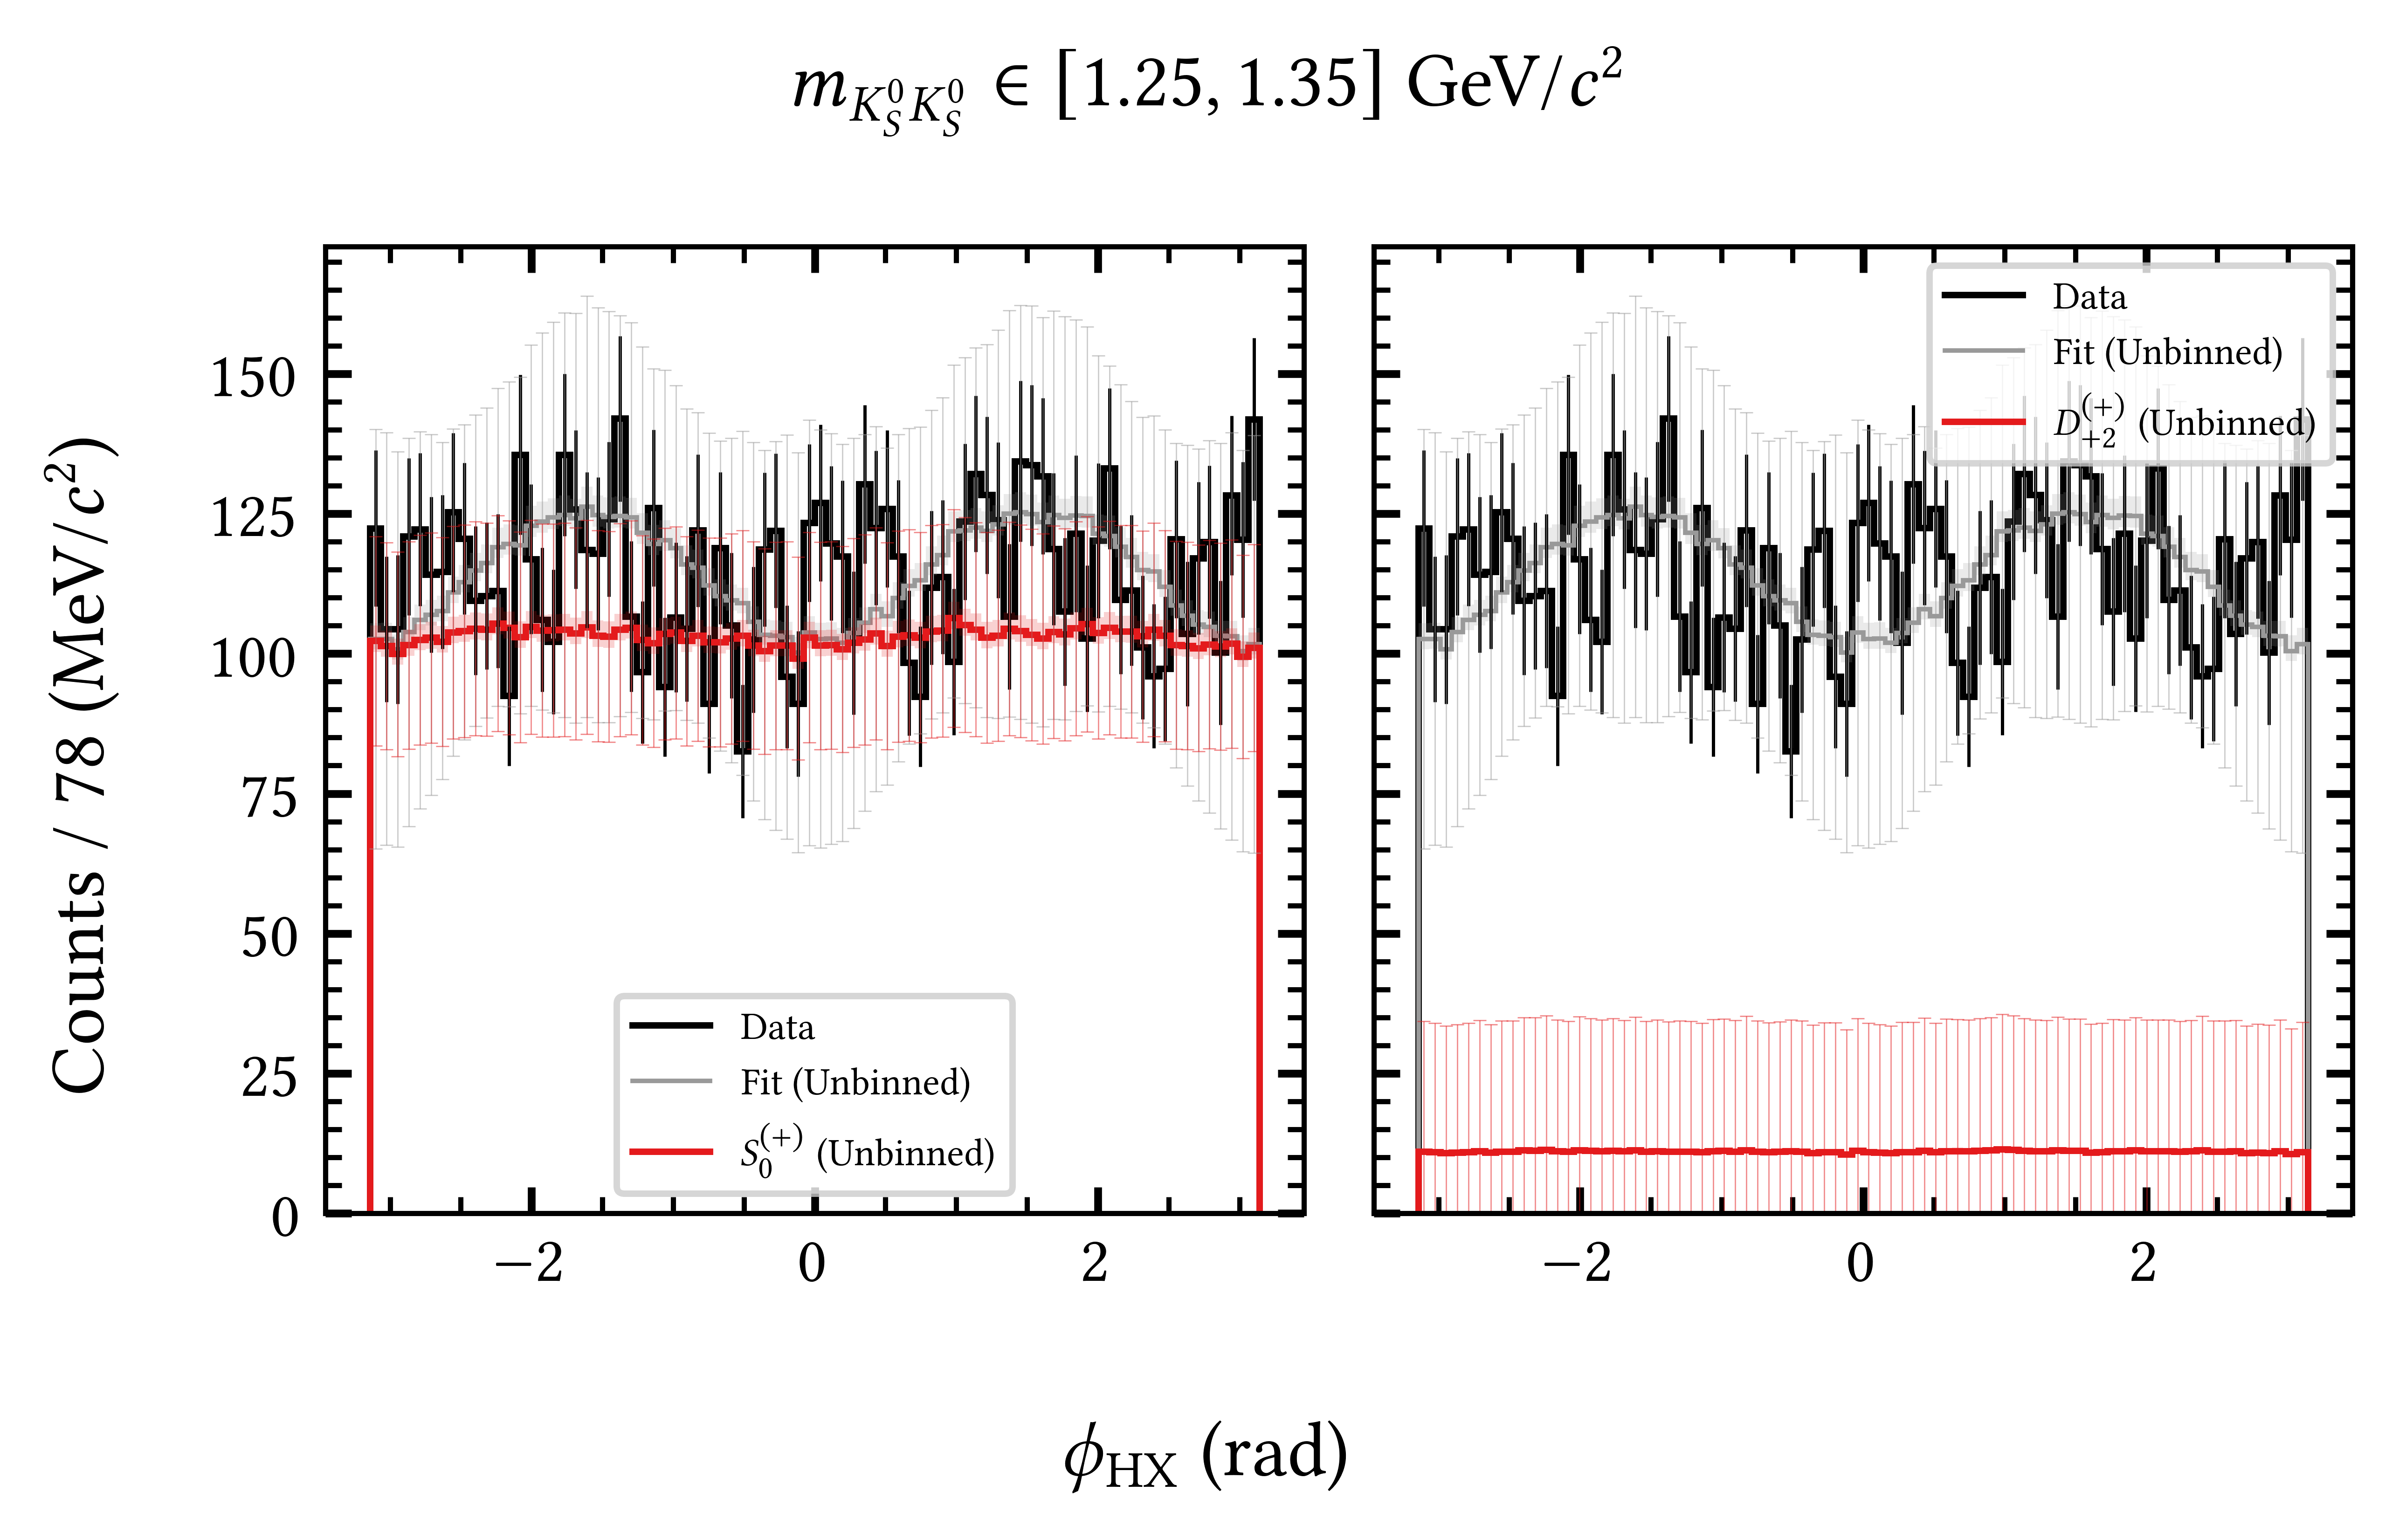 m_{K_S^0 K_S^0} ∈ [1.25, 1.35] GeV/c²
Counts / 78 (MeV/c²)
150
125
100
75
50
25
0
Data
Fit (Unbinned)
S_0^{(+)} (Unbinned)
−2 0 2
Data
Fit (Unbinned)
D_{+2}^{(+)} (Unbinned)
−2 0 2
ϕ_{HX} (rad)